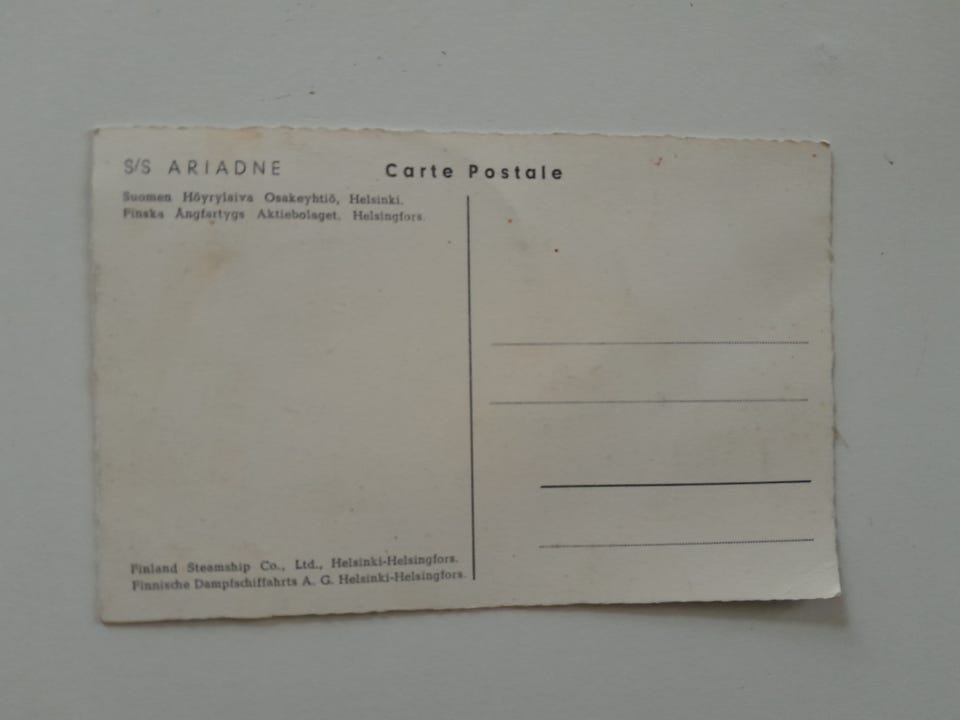 S/S ARIADNE
Carte Postale
Suomen Höyrylaiva Osakeyhtiö, Helsinki.
Finska Ångfartygs Aktiebolaget, Helsingfors.
Finland Steamship Co., Ltd., Helsinki-Helsingfors.
Finnische Dampfschiffahrts A. G. Helsinki-Helsingfors.